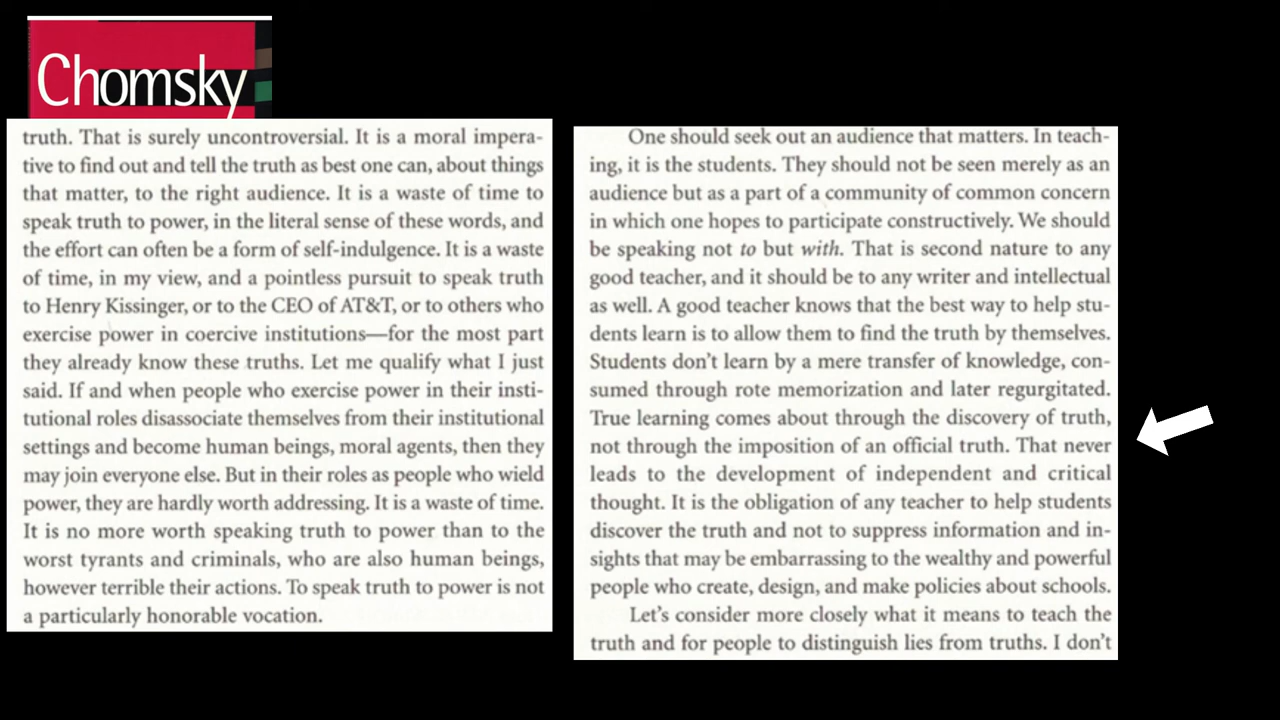 Chomsky
truth. That is surely uncontroversial. It is a moral impera-
tive to find out and tell the truth as best one can, about things
that matter, to the right audience. It is a waste of time to
speak truth to power, in the literal sense of these words, and
the effort can often be a form of self-indulgence. It is a waste
of time, in my view, and a pointless pursuit to speak truth
to Henry Kissinger, or to the CEO of AT&T, or to others who
exercise power in coercive institutions—for the most part
they already know these truths. Let me qualify what I just
said. If and when people who exercise power in their insti-
tutional roles disassociate themselves from their institutional
settings and become human beings, moral agents, then they
may join everyone else. But in their roles as people who wield
power, they are hardly worth addressing. It is a waste of time.
It is no more worth speaking truth to power than to the
worst tyrants and criminals, who are also human beings,
however terrible their actions. To speak truth to power is not
a particularly honorable vocation.
One should seek out an audience that matters. In teach-
ing, it is the students. They should not be seen merely as an
audience but as a part of a community of common concern
in which one hopes to participate constructively. We should
be speaking not to but with. That is second nature to any
good teacher, and it should be to any writer and intellectual
as well. A good teacher knows that the best way to help stu-
dents learn is to allow them to find the truth by themselves.
Students don't learn by a mere transfer of knowledge, con-
sumed through rote memorization and later regurgitated.
True learning comes about through the discovery of truth,
not through the imposition of an official truth. That never
leads to the development of independent and critical
thought. It is the obligation of any teacher to help students
discover the truth and not to suppress information and in-
sights that may be embarrassing to the wealthy and powerful
people who create, design, and make policies about schools.
Let's consider more closely what it means to teach the
truth and for people to distinguish lies from truths. I don't